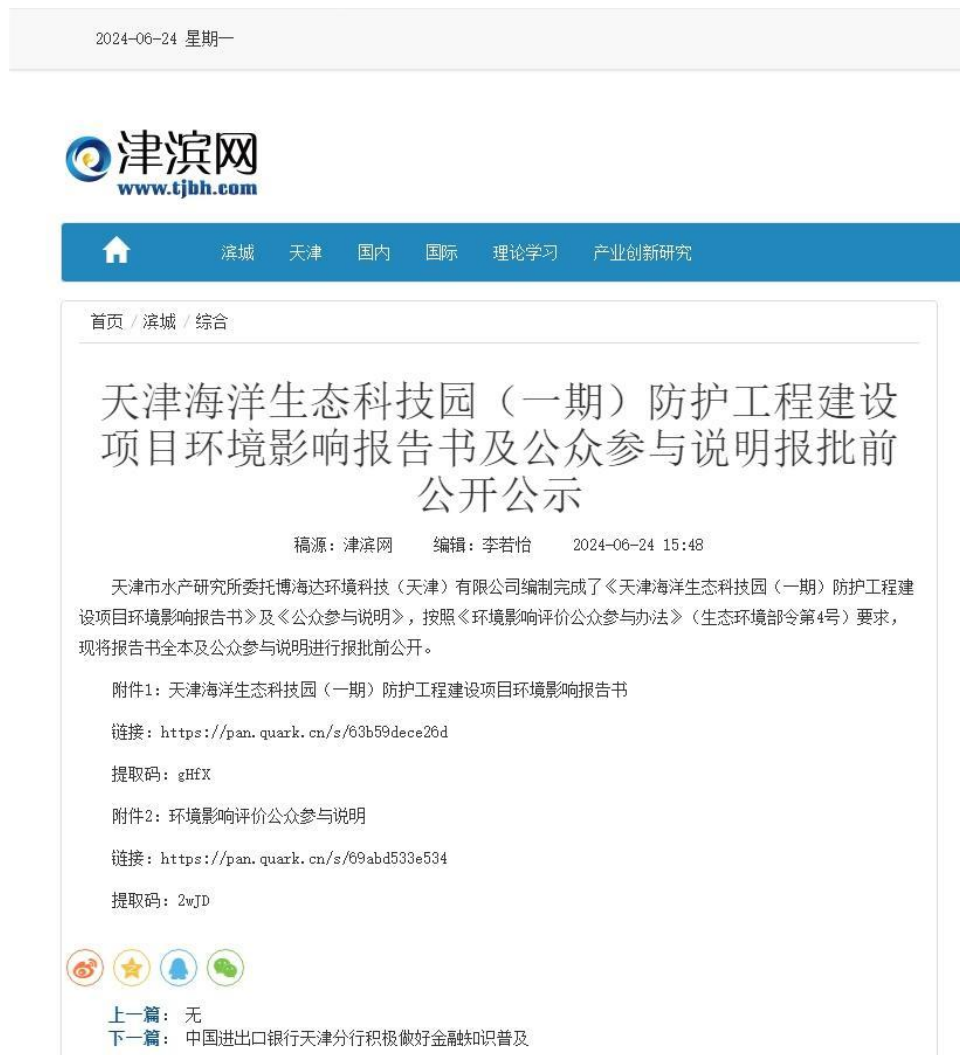 2024-06-24 星期一
津滨网
www.tjbh.com
滨城 天津 国内 国际 理论学习 产业创新研究
首页 / 滨城 / 综合
天津海洋生态科技园（一期）防护工程建设
项目环境影响报告书及公众参与说明报批前
公开公示
稿源：津滨网 编辑：李若怡 2024-06-24 15:48
天津市水产研究所委托博海达环境科技（天津）有限公司编制完成了《天津海洋生态科技园（一期）防护工程建
设项目环境影响报告书》及《公众参与说明》，按照《环境影响评价公众参与办法》（生态环境部令第4号）要求，
现将报告书全本及公众参与说明进行报批前公开。
附件1：天津海洋生态科技园（一期）防护工程建设项目环境影响报告书
链接：https://pan.quark.cn/s/63b59dece26d
提取码：gHfX
附件2：环境影响评价公众参与说明
链接：https://pan.quark.cn/s/69abd533e534
提取码：2wJD
上一篇： 无
下一篇： 中国进出口银行天津分行积极做好金融知识普及